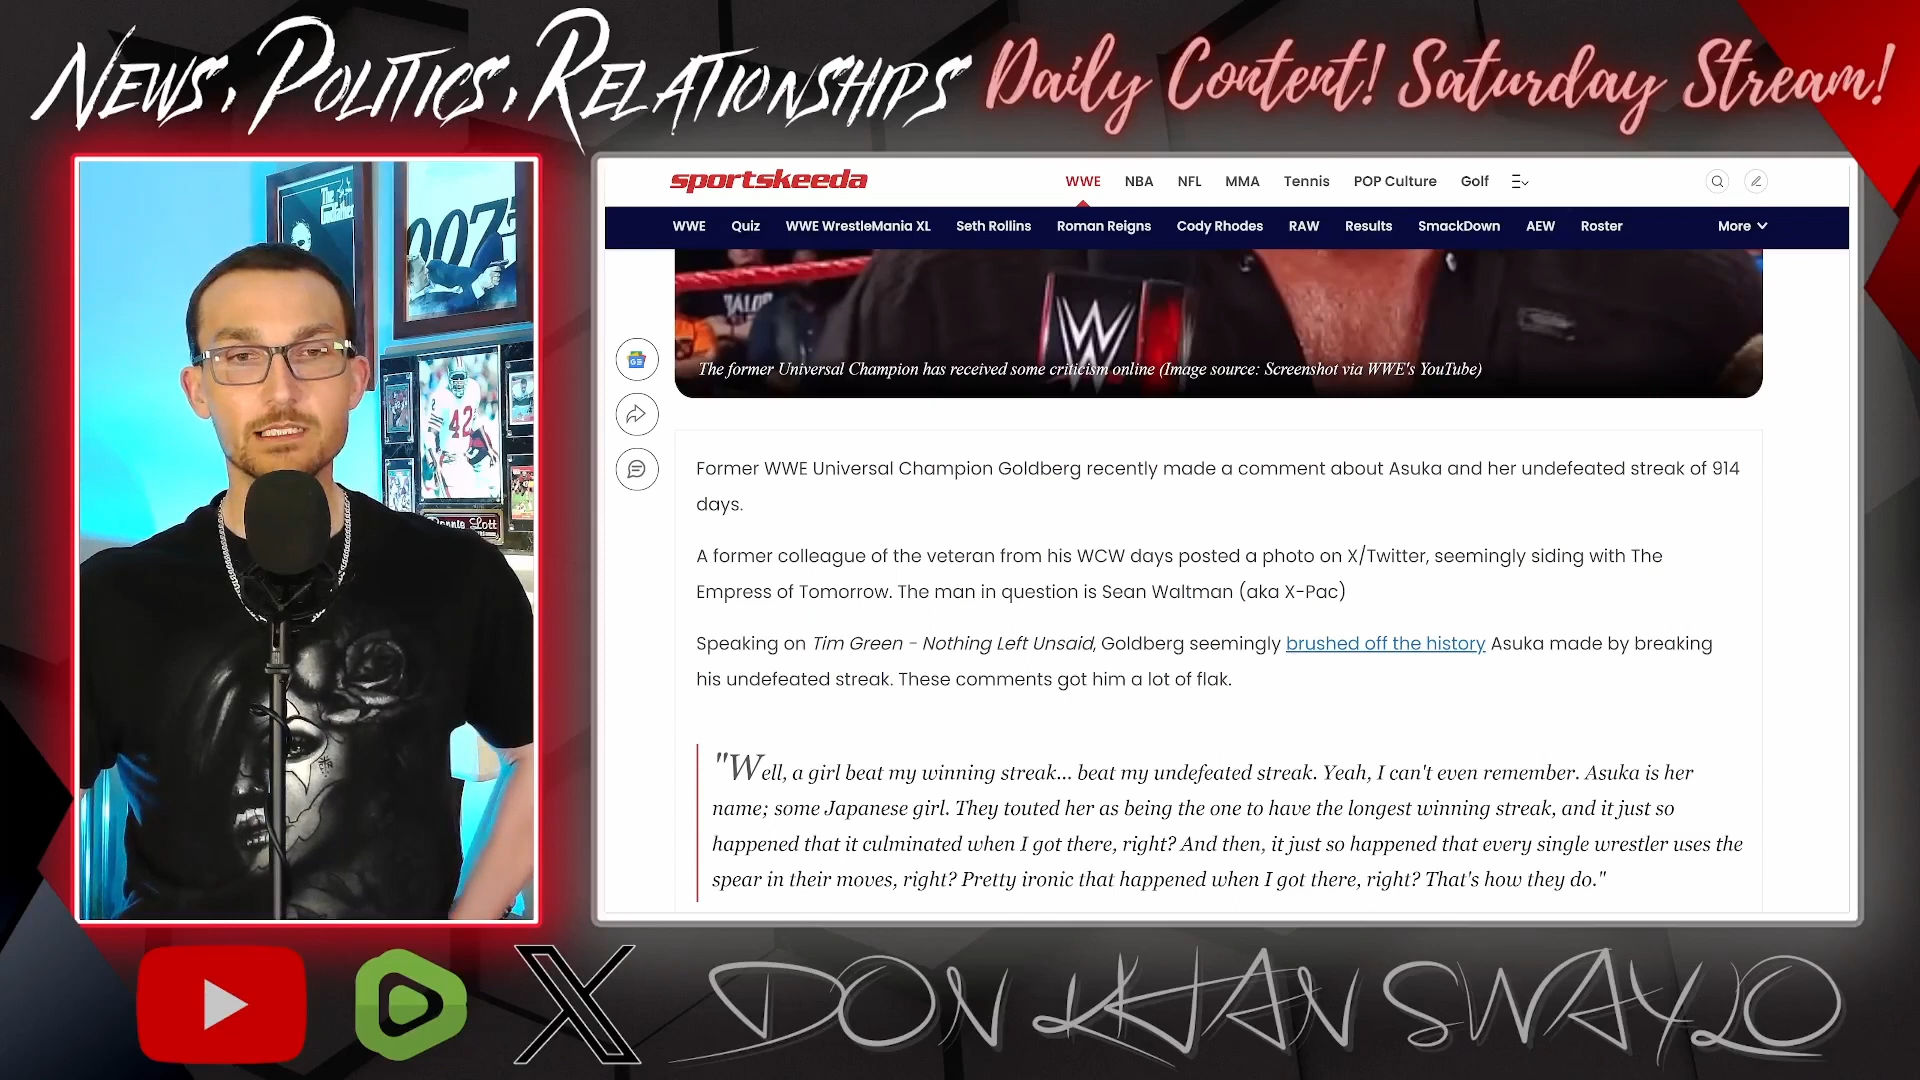 NEWS, POLITICS, RELATIONSHIPS Daily Content! Saturday Stream!
The
Godfather
007
42
Ronnie Lott
sportskeeda
WWE NBA NFL MMA Tennis POP Culture Golf
WWE Quiz WWE WrestleMania XL Seth Rollins Roman Reigns Cody Rhodes RAW Results SmackDown AEW Roster More
W
The former Universal Champion has received some criticism online (Image source: Screenshot via WWE's YouTube)
Former WWE Universal Champion Goldberg recently made a comment about Asuka and her undefeated streak of 914
days.
A former colleague of the veteran from his WCW days posted a photo on X/Twitter, seemingly siding with The
Empress of Tomorrow. The man in question is Sean Waltman (aka X-Pac)
Speaking on Tim Green - Nothing Left Unsaid, Goldberg seemingly brushed off the history Asuka made by breaking
his undefeated streak. These comments got him a lot of flak.
"Well, a girl beat my winning streak... beat my undefeated streak. Yeah, I can't even remember. Asuka is her
name; some Japanese girl. They touted her as being the one to have the longest winning streak, and it just so
happened that it culminated when I got there, right? And then, it just so happened that every single wrestler uses the
spear in their moves, right? Pretty ironic that happened when I got there, right? That's how they do."
X DON KHAN SWAYLO